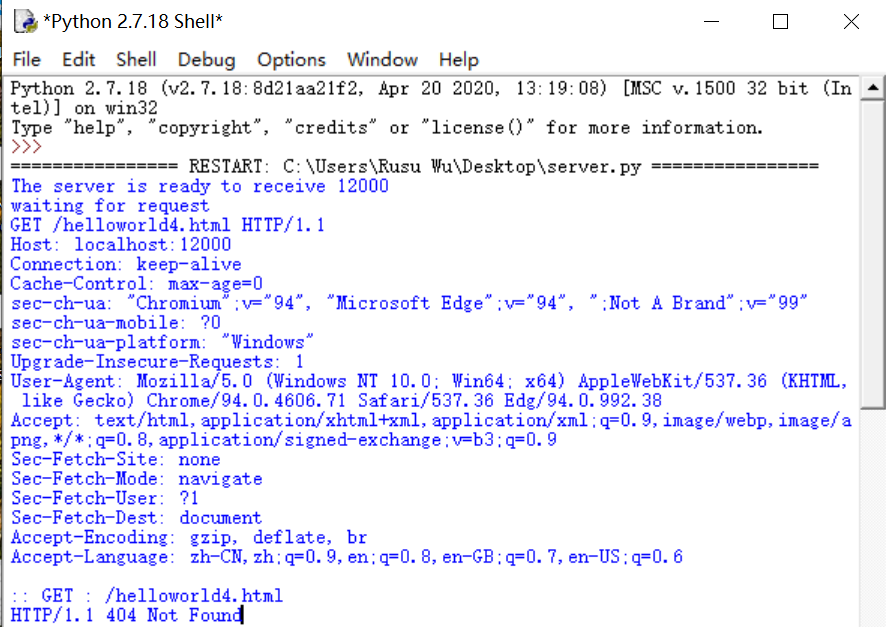 *Python 2.7.18 Shell*
File Edit Shell Debug Options Window Help
Python 2.7.18 (v2.7.18:8d21aa21f2, Apr 20 2020, 13:19:08) [MSC v.1500 32 bit (In
tel)] on win32
Type "help", "copyright", "credits" or "license()" for more information.
>>>
================ RESTART: C:\Users\Rusu Wu\Desktop\server.py ================
The server is ready to receive 12000
waiting for request
GET /helloworld4.html HTTP/1.1
Host: localhost:12000
Connection: keep-alive
Cache-Control: max-age=0
sec-ch-ua: "Chromium";v="94", "Microsoft Edge";v="94", ";Not A Brand";v="99"
sec-ch-ua-mobile: ?0
sec-ch-ua-platform: "Windows"
Upgrade-Insecure-Requests: 1
User-Agent: Mozilla/5.0 (Windows NT 10.0; Win64; x64) AppleWebKit/537.36 (KHTML,
 like Gecko) Chrome/94.0.4606.71 Safari/537.36 Edg/94.0.992.38
Accept: text/html,application/xhtml+xml,application/xml;q=0.9,image/webp,image/a
png,*/*;q=0.8,application/signed-exchange;v=b3;q=0.9
Sec-Fetch-Site: none
Sec-Fetch-Mode: navigate
Sec-Fetch-User: ?1
Sec-Fetch-Dest: document
Accept-Encoding: gzip, deflate, br
Accept-Language: zh-CN,zh;q=0.9,en;q=0.8,en-GB;q=0.7,en-US;q=0.6
:: GET : /helloworld4.html
HTTP/1.1 404 Not Found